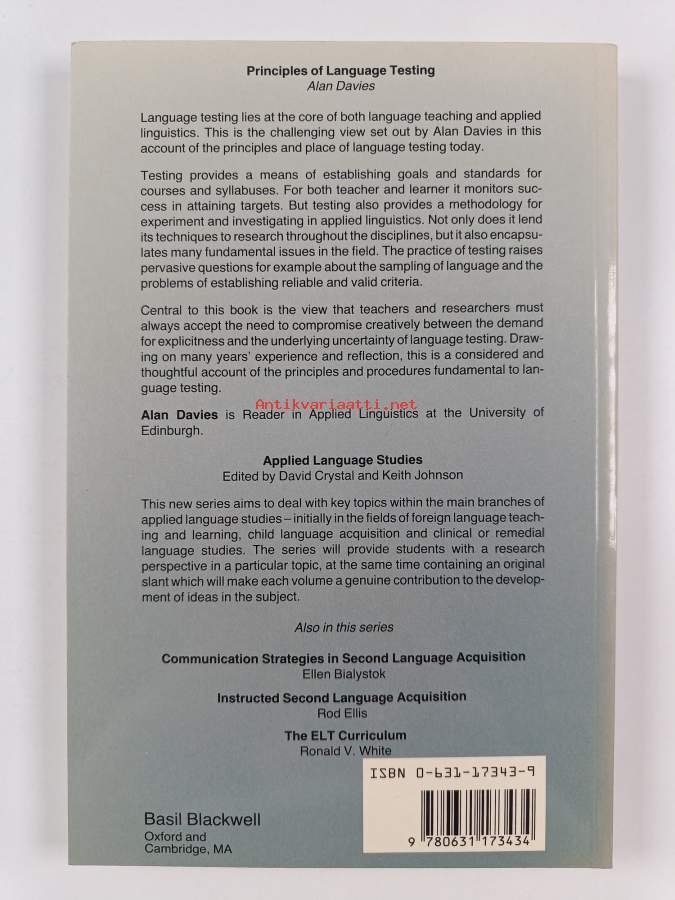 Principles of Language Testing
Alan Davies
Language testing lies at the core of both language teaching and applied
linguistics. This is the challenging view set out by Alan Davies in this
account of the principles and place of language testing today.
Testing provides a means of establishing goals and standards for
courses and syllabuses. For both teacher and learner it monitors suc-
cess in attaining targets. But testing also provides a methodology for
experiment and investigating in applied linguistics. Not only does it lend
its techniques to research throughout the disciplines, but it also encapsu-
lates many fundamental issues in the field. The practice of testing raises
pervasive questions for example about the sampling of language and the
problems of establishing reliable and valid criteria.
Central to this book is the view that teachers and researchers must
always accept the need to compromise creatively between the demand
for explicitness and the underlying uncertainty of language testing. Draw-
ing on many years' experience and reflection, this is a considered and
thoughtful account of the principles and procedures fundamental to lan-
guage testing.
Antikvariaatti.net
Alan Davies is Reader in Applied Linguistics at the University of
Edinburgh.
Applied Language Studies
Edited by David Crystal and Keith Johnson
This new series aims to deal with key topics within the main branches of
applied language studies – initially in the fields of foreign language teach-
ing and learning, child language acquisition and clinical or remedial
language studies. The series will provide students with a research
perspective in a particular topic, at the same time containing an original
slant which will make each volume a genuine contribution to the develop-
ment of ideas in the subject.
Also in this series
Communication Strategies in Second Language Acquisition
Ellen Bialystok
Instructed Second Language Acquisition
Rod Ellis
The ELT Curriculum
Ronald V. White
ISBN 0-631-17343-9
9 780631 173434
Basil Blackwell
Oxford and
Cambridge, MA